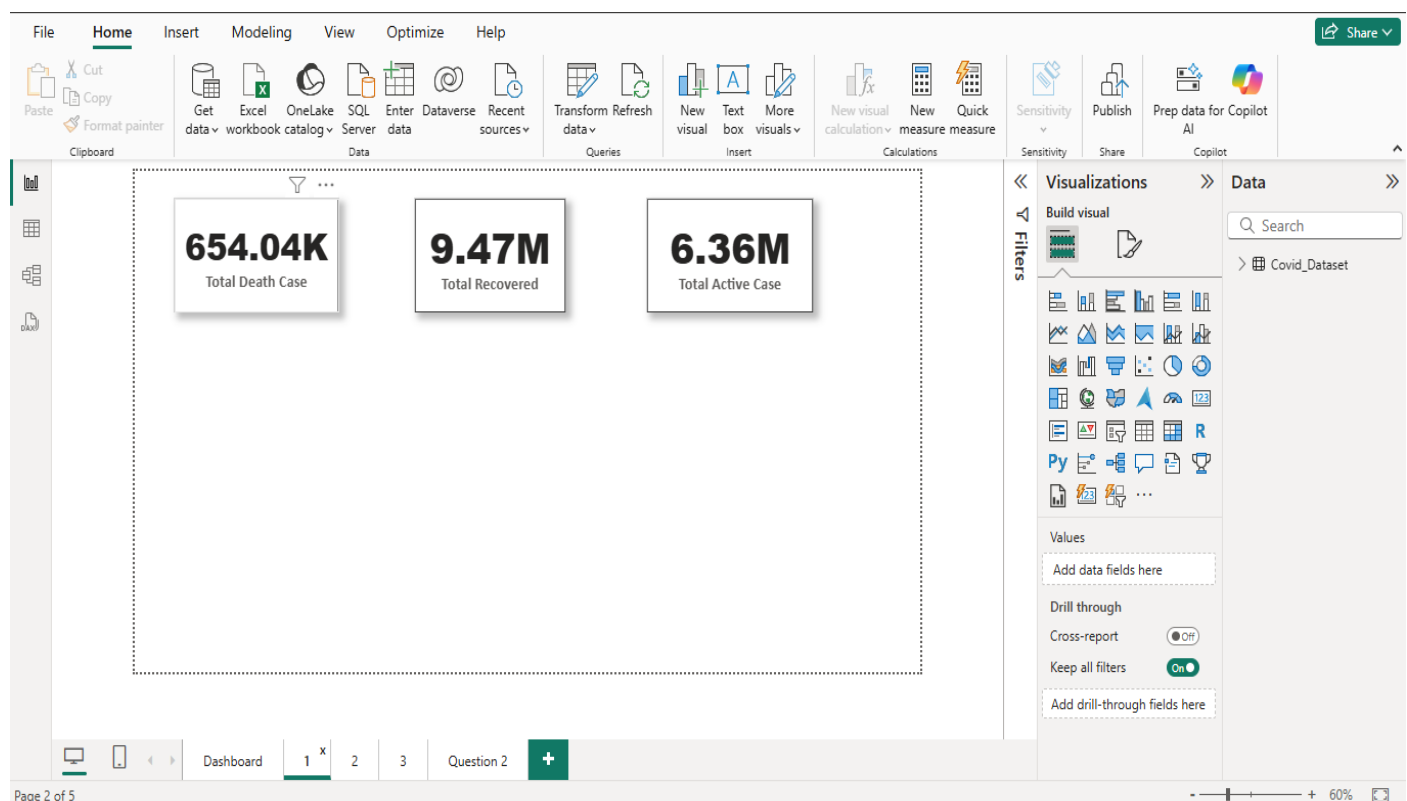 File Home Insert Modeling View Optimize Help Share
Paste
Cut
Copy
Format painter
Clipboard
Get data
Excel workbook
OneLake catalog
SQL Server
Enter data
Dataverse
Recent sources
Data
Transform data
Refresh
Queries
New visual
Text box
More visuals
Insert
New visual calculation
New measure
Quick measure
Calculations
Sensitivity
Sensitivity
Publish
Share
Prep data for AI
Copilot
Copilot
654.04K
Total Death Case
9.47M
Total Recovered
6.36M
Total Active Case
Filters
Visualizations
Build visual
123
R
Py
123
Values
Add data fields here
Drill through
Cross-report Off
Keep all filters On
Add drill-through fields here
Data
Search
Covid_Dataset
DAX
Dashboard 1 x 2 3 Question 2 +
Page 2 of 5
- + 60%